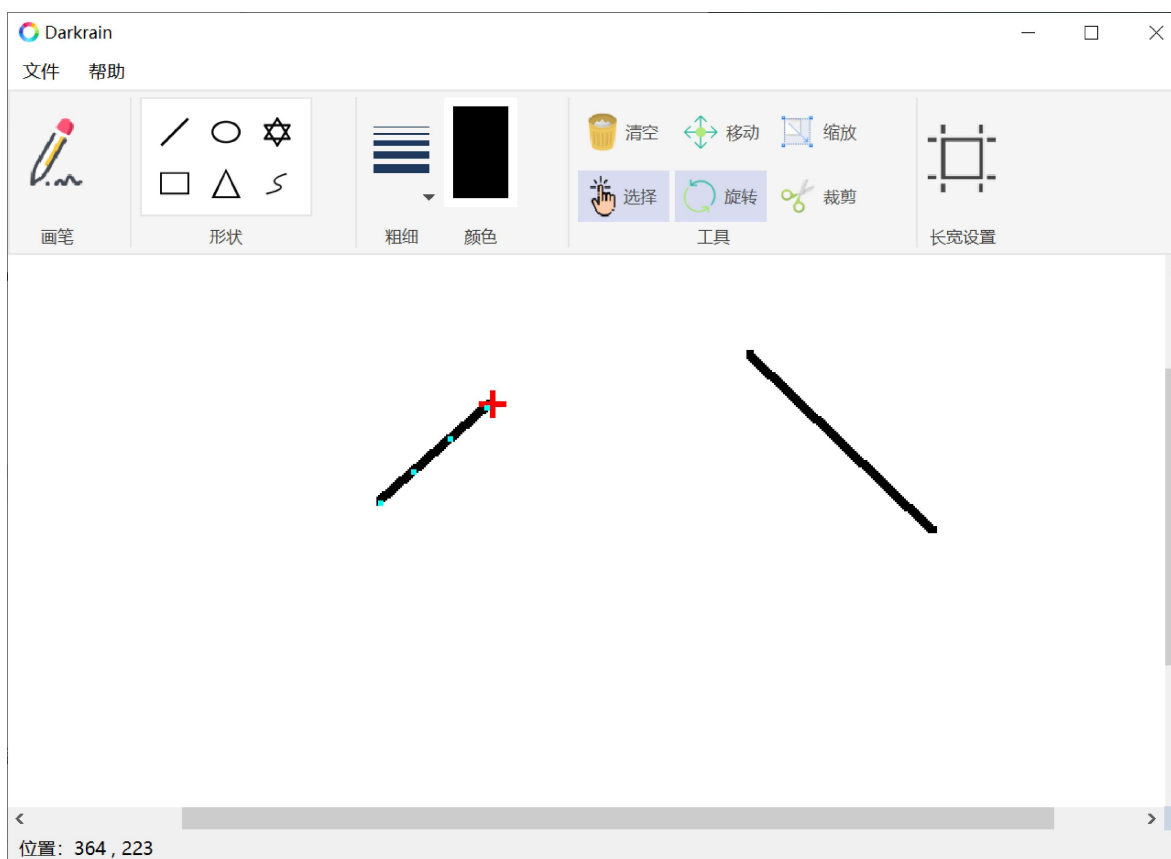 Darkrain
文件 帮助
清空 移动 缩放
选择 旋转 裁剪
画笔 形状 粗细 颜色 工具 长宽设置
位置：364 , 223